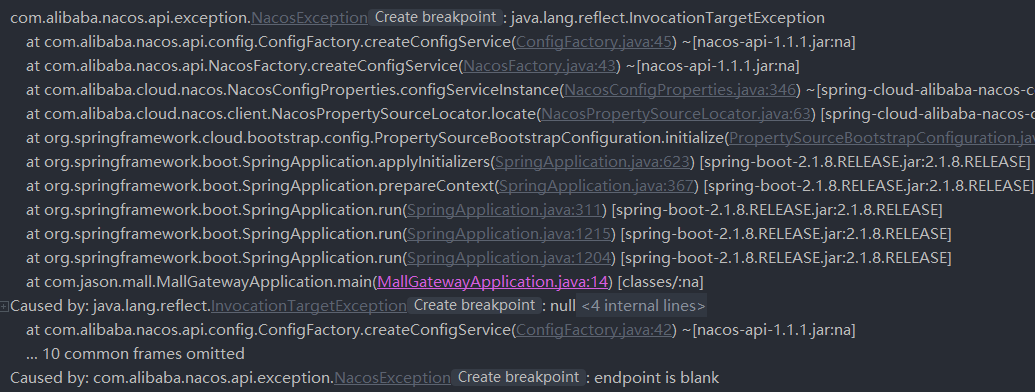 com.alibaba.nacos.api.exception.NacosException Create breakpoint : java.lang.reflect.InvocationTargetException
at com.alibaba.nacos.api.config.ConfigFactory.createConfigService(ConfigFactory.java:45) ~[nacos-api-1.1.1.jar:na]
at com.alibaba.nacos.api.NacosFactory.createConfigService(NacosFactory.java:43) ~[nacos-api-1.1.1.jar:na]
at com.alibaba.cloud.nacos.NacosConfigProperties.configServiceInstance(NacosConfigProperties.java:346) ~[spring-cloud-alibaba-nacos-c
at com.alibaba.cloud.nacos.client.NacosPropertySourceLocator.locate(NacosPropertySourceLocator.java:63) [spring-cloud-alibaba-nacos-c
at org.springframework.cloud.bootstrap.config.PropertySourceBootstrapConfiguration.initialize(PropertySourceBootstrapConfiguration.jav
at org.springframework.boot.SpringApplication.applyInitializers(SpringApplication.java:623) [spring-boot-2.1.8.RELEASE.jar:2.1.8.RELEASE]
at org.springframework.boot.SpringApplication.prepareContext(SpringApplication.java:367) [spring-boot-2.1.8.RELEASE.jar:2.1.8.RELEASE]
at org.springframework.boot.SpringApplication.run(SpringApplication.java:311) [spring-boot-2.1.8.RELEASE.jar:2.1.8.RELEASE]
at org.springframework.boot.SpringApplication.run(SpringApplication.java:1215) [spring-boot-2.1.8.RELEASE.jar:2.1.8.RELEASE]
at org.springframework.boot.SpringApplication.run(SpringApplication.java:1204) [spring-boot-2.1.8.RELEASE.jar:2.1.8.RELEASE]
at com.jason.mall.MallGatewayApplication.main(MallGatewayApplication.java:14) [classes/:na]
Caused by: java.lang.reflect.InvocationTargetException Create breakpoint : null <4 internal lines>
at com.alibaba.nacos.api.config.ConfigFactory.createConfigService(ConfigFactory.java:42) ~[nacos-api-1.1.1.jar:na]
... 10 common frames omitted
Caused by: com.alibaba.nacos.api.exception.NacosException Create breakpoint : endpoint is blank